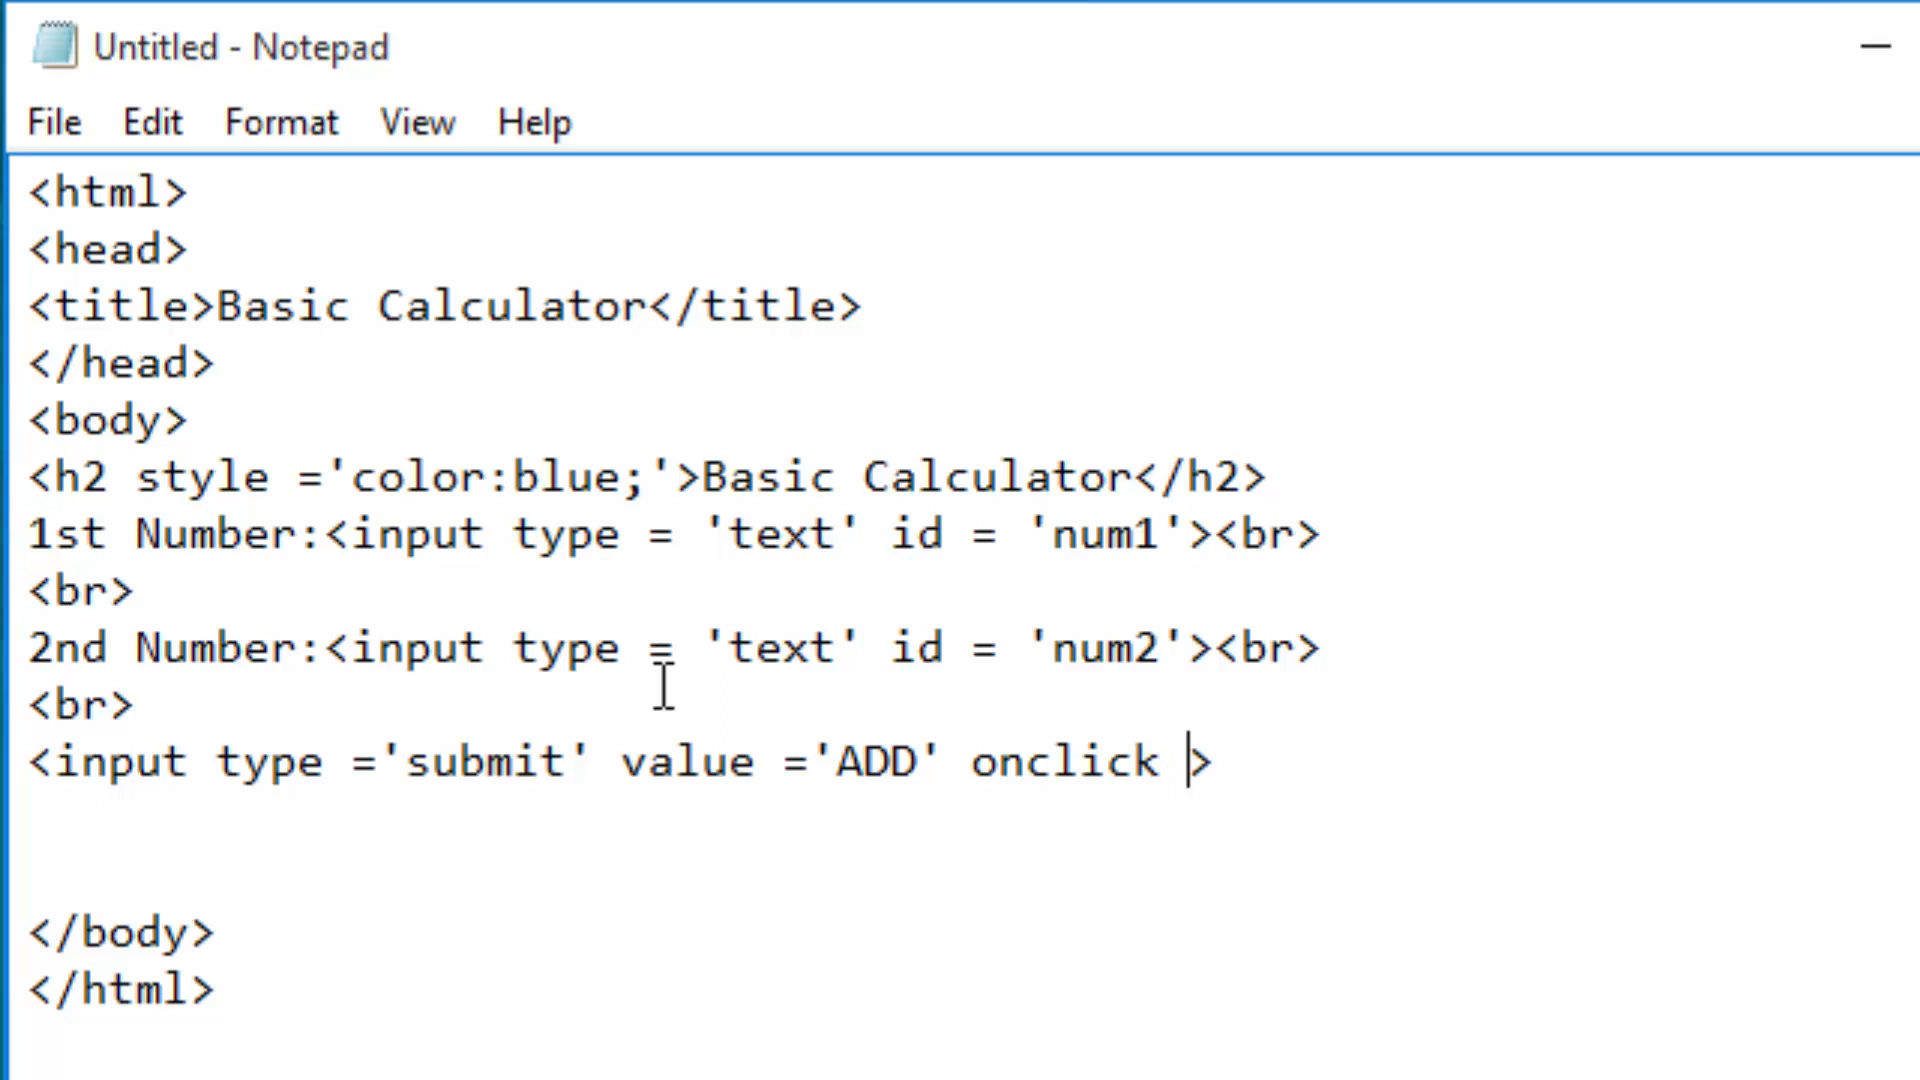 Untitled - Notepad
File Edit Format View Help
<html>
<head>
<title>Basic Calculator</title>
</head>
<body>
<h2 style ='color:blue;'>Basic Calculator</h2>
1st Number:<input type = 'text' id = 'num1'><br>
<br>
2nd Number:<input type = 'text' id = 'num2'><br>
<br>
<input type ='submit' value ='ADD' onclick >
</body>
</html>